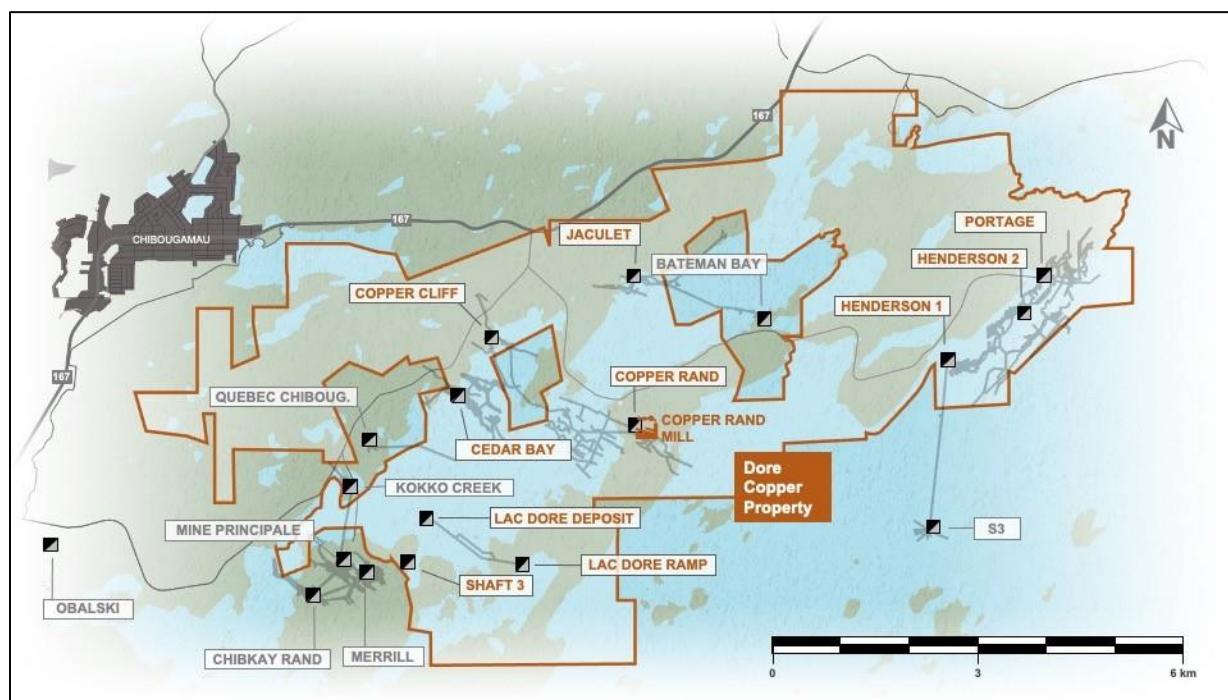 167
N
CHIBOUGAMAU
167
JACULET
BATEMAN BAY
PORTAGE
HENDERSON 2
COPPER CLIFF
HENDERSON 1
167
COPPER RAND
QUEBEC CHIBOUG.
COPPER RAND
MILL
CEDAR BAY
Dore
Copper
Property
KOKKO CREEK
LAC DORE DEPOSIT
MINE PRINCIPALE
S3
LAC DORE RAMP
SHAFT 3
OBALSKI
CHIBKAY RAND
MERRILL
0
3
6 km